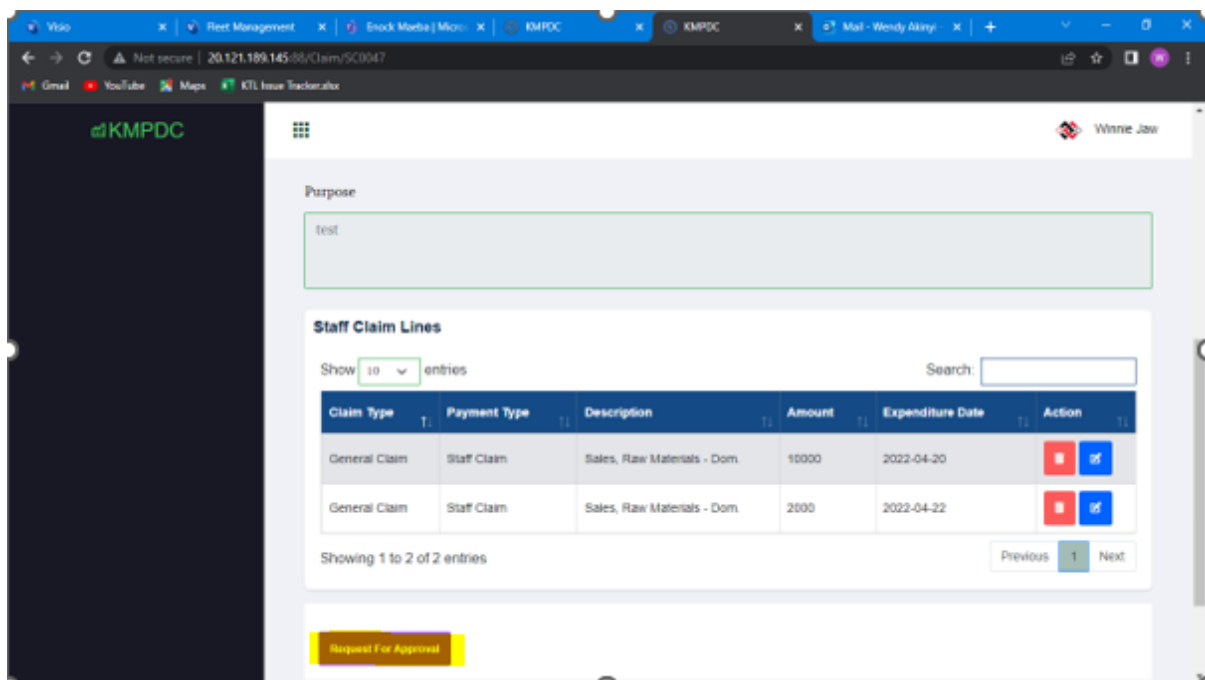 Visio Fleet Management Enock Maeba | Micro: KMPDC KMPDC Mail - Wendy Akinyi -
Not secure | 20.121.189.145:88/Claim/SC0047
Gmail YouTube Maps KTL Issue Tracker.xlsx
KMPDC
Winnie Jaw
Purpose
test
Staff Claim Lines
Show 10 entries Search:
Claim Type Payment Type Description Amount Expenditure Date Action
General Claim Staff Claim Sales, Raw Materials - Dom. 10000 2022-04-20
General Claim Staff Claim Sales, Raw Materials - Dom. 2000 2022-04-22
Showing 1 to 2 of 2 entries Previous 1 Next
Request For Approval